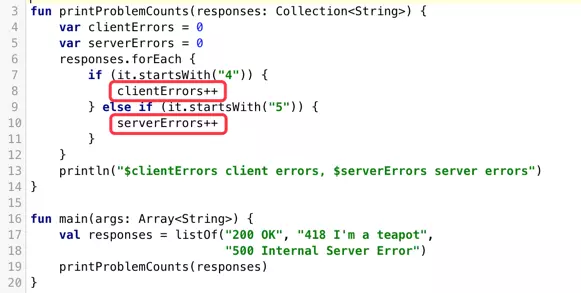 3 fun printProblemCounts(responses: Collection<String>) {
4     var clientErrors = 0
5     var serverErrors = 0
6     responses.forEach {
7         if (it.startsWith("4")) {
8             clientErrors++
9         } else if (it.startsWith("5")) {
10             serverErrors++
11         }
12     }
13     println("$clientErrors client errors, $serverErrors server errors")
14 }
15
16 fun main(args: Array<String>) {
17     val responses = listOf("200 OK", "418 I'm a teapot",
18                            "500 Internal Server Error")
19     printProblemCounts(responses)
20 }